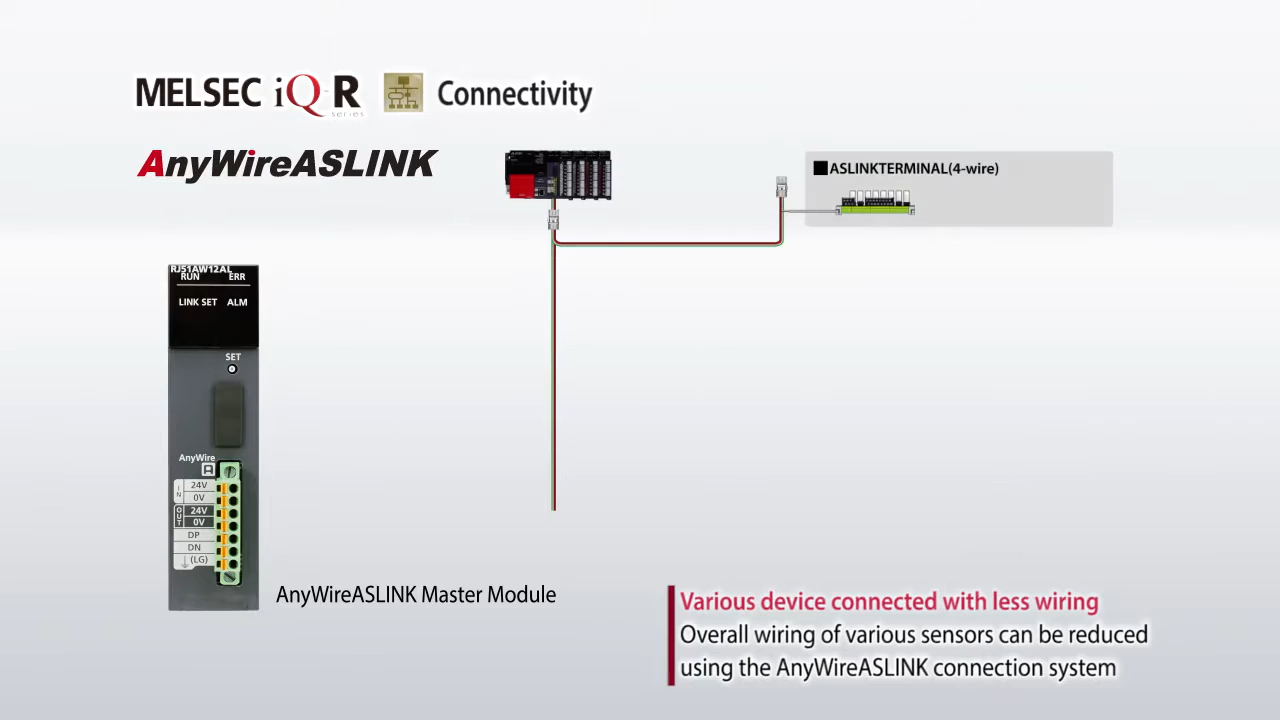 MELSEC iQ-R series
Connectivity
AnyWireASLINK
■ASLINKTERMINAL(4-wire)
RJ51AW12AL
RUN ERR
LINK SET ALM
SET
AnyWire
A
IN
24V
0V
OUT
24V
0V
DP
DN
(LG)
AnyWireASLINK Master Module
Various device connected with less wiring
Overall wiring of various sensors can be reduced
using the AnyWireASLINK connection system